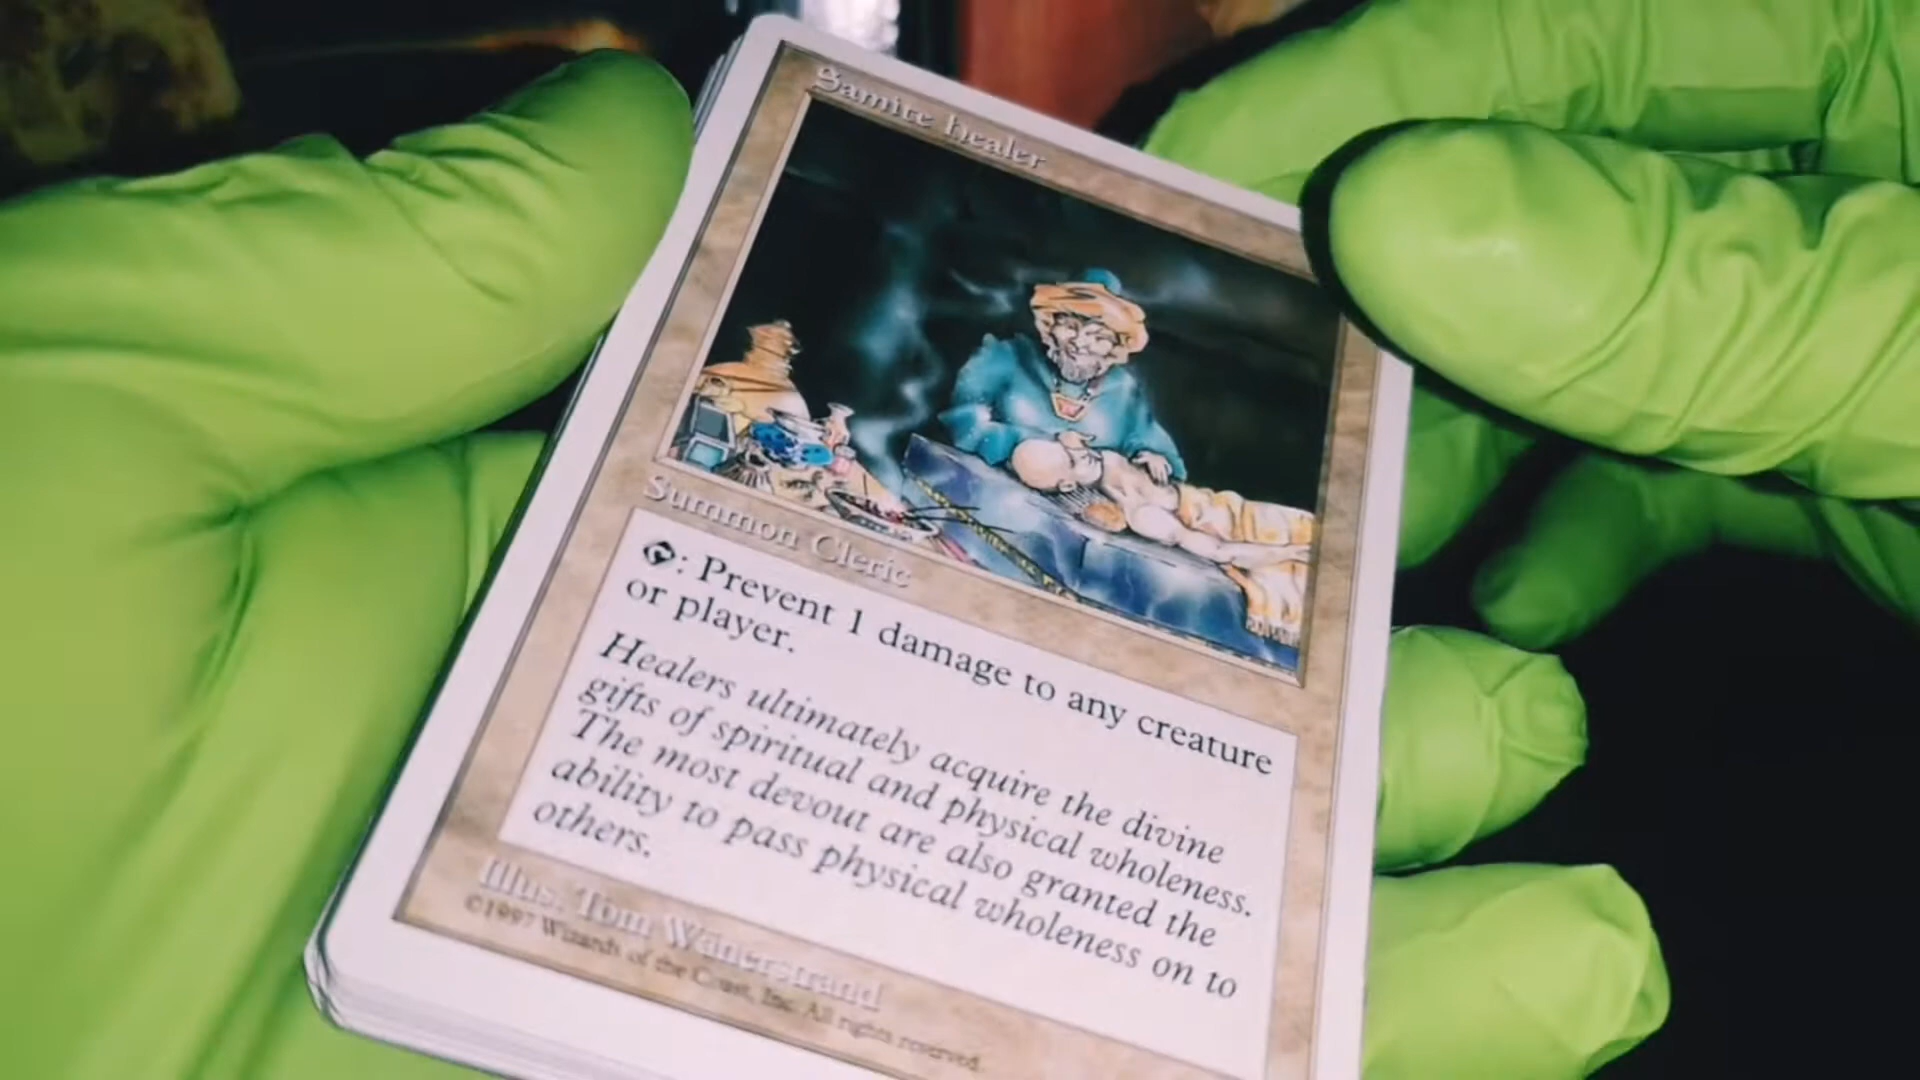 Samite Healer
Summon Cleric
: Prevent 1 damage to any creature
or player.
Healers ultimately acquire the divine
gifts of spiritual and physical wholeness.
The most devout are also granted the
ability to pass physical wholeness on to
others.
Illus. Tom Wänerstrand
©1997 Wizards of the Coast, Inc. All rights reserved.